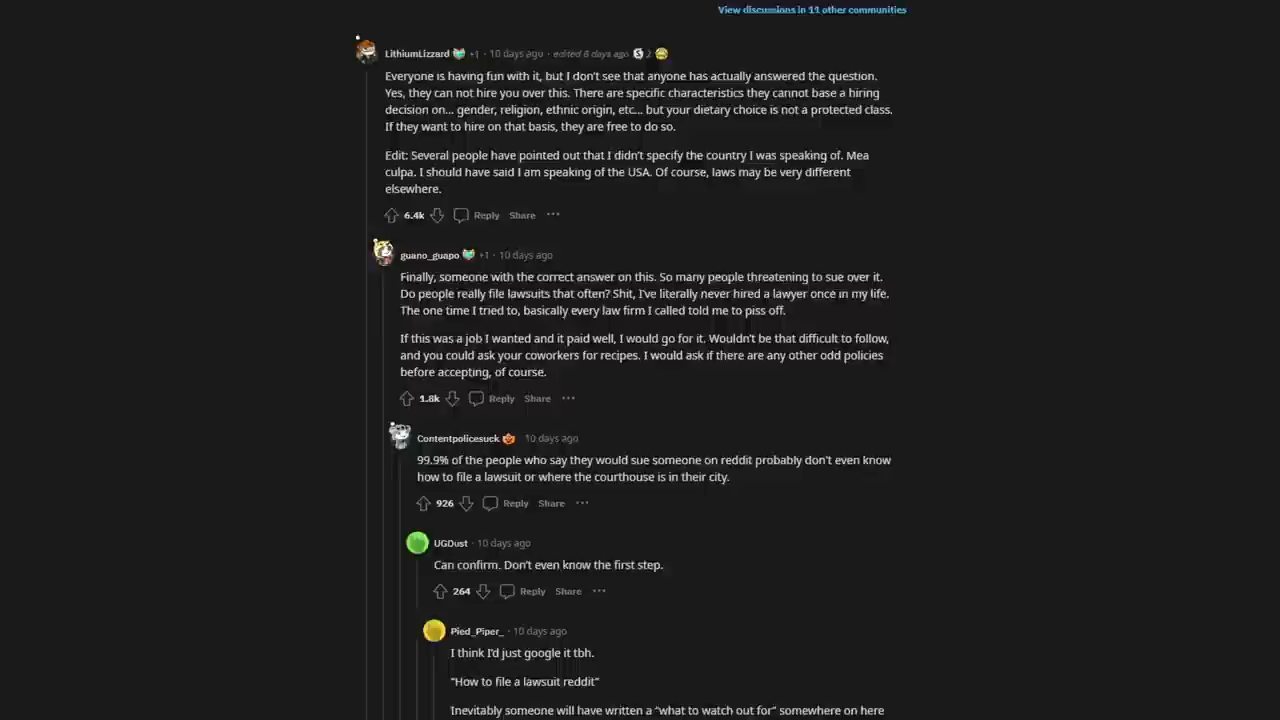 View discussions in 11 other communities
LithiumLizzard +1 · 10 days ago · edited 6 days ago 2
Everyone is having fun with it, but I don't see that anyone has actually answered the question.
Yes, they can not hire you over this. There are specific characteristics they cannot base a hiring
decision on... gender, religion, ethnic origin, etc... but your dietary choice is not a protected class.
If they want to hire on that basis, they are free to do so.
Edit: Several people have pointed out that I didn't specify the country I was speaking of. Mea
culpa. I should have said I am speaking of the USA. Of course, laws may be very different
elsewhere.
6.4k Reply Share ···
guano_guapo +1 · 10 days ago
Finally, someone with the correct answer on this. So many people threatening to sue over it.
Do people really file lawsuits that often? Shit, I've literally never hired a lawyer once in my life.
The one time I tried to, basically every law firm I called told me to piss off.
If this was a job I wanted and it paid well, I would go for it. Wouldn't be that difficult to follow,
and you could ask your coworkers for recipes. I would ask if there are any other odd policies
before accepting, of course.
1.8k Reply Share ···
Contentpolicesuck 10 days ago
99.9% of the people who say they would sue someone on reddit probably don't even know
how to file a lawsuit or where the courthouse is in their city.
926 Reply Share ···
UGDust · 10 days ago
Can confirm. Don't even know the first step.
264 Reply Share ···
Pied_Piper_ · 10 days ago
I think I'd just google it tbh.
"How to file a lawsuit reddit"
Inevitably someone will have written a "what to watch out for" somewhere on here